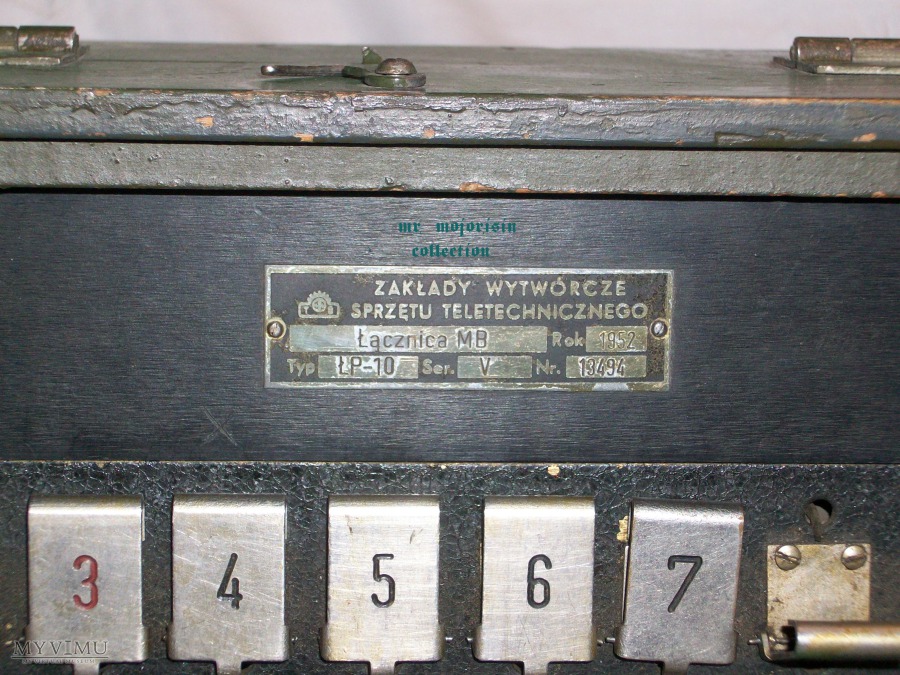 mr mojorisin
collection
ZAKŁADY WYTWÓRCZE
SPRZĘTU TELETECHNICZNEGO
Łącznica MB Rok 1952
Typ ŁP-10 Ser. V Nr. 13494
3 4 5 6 7
MYVIMU